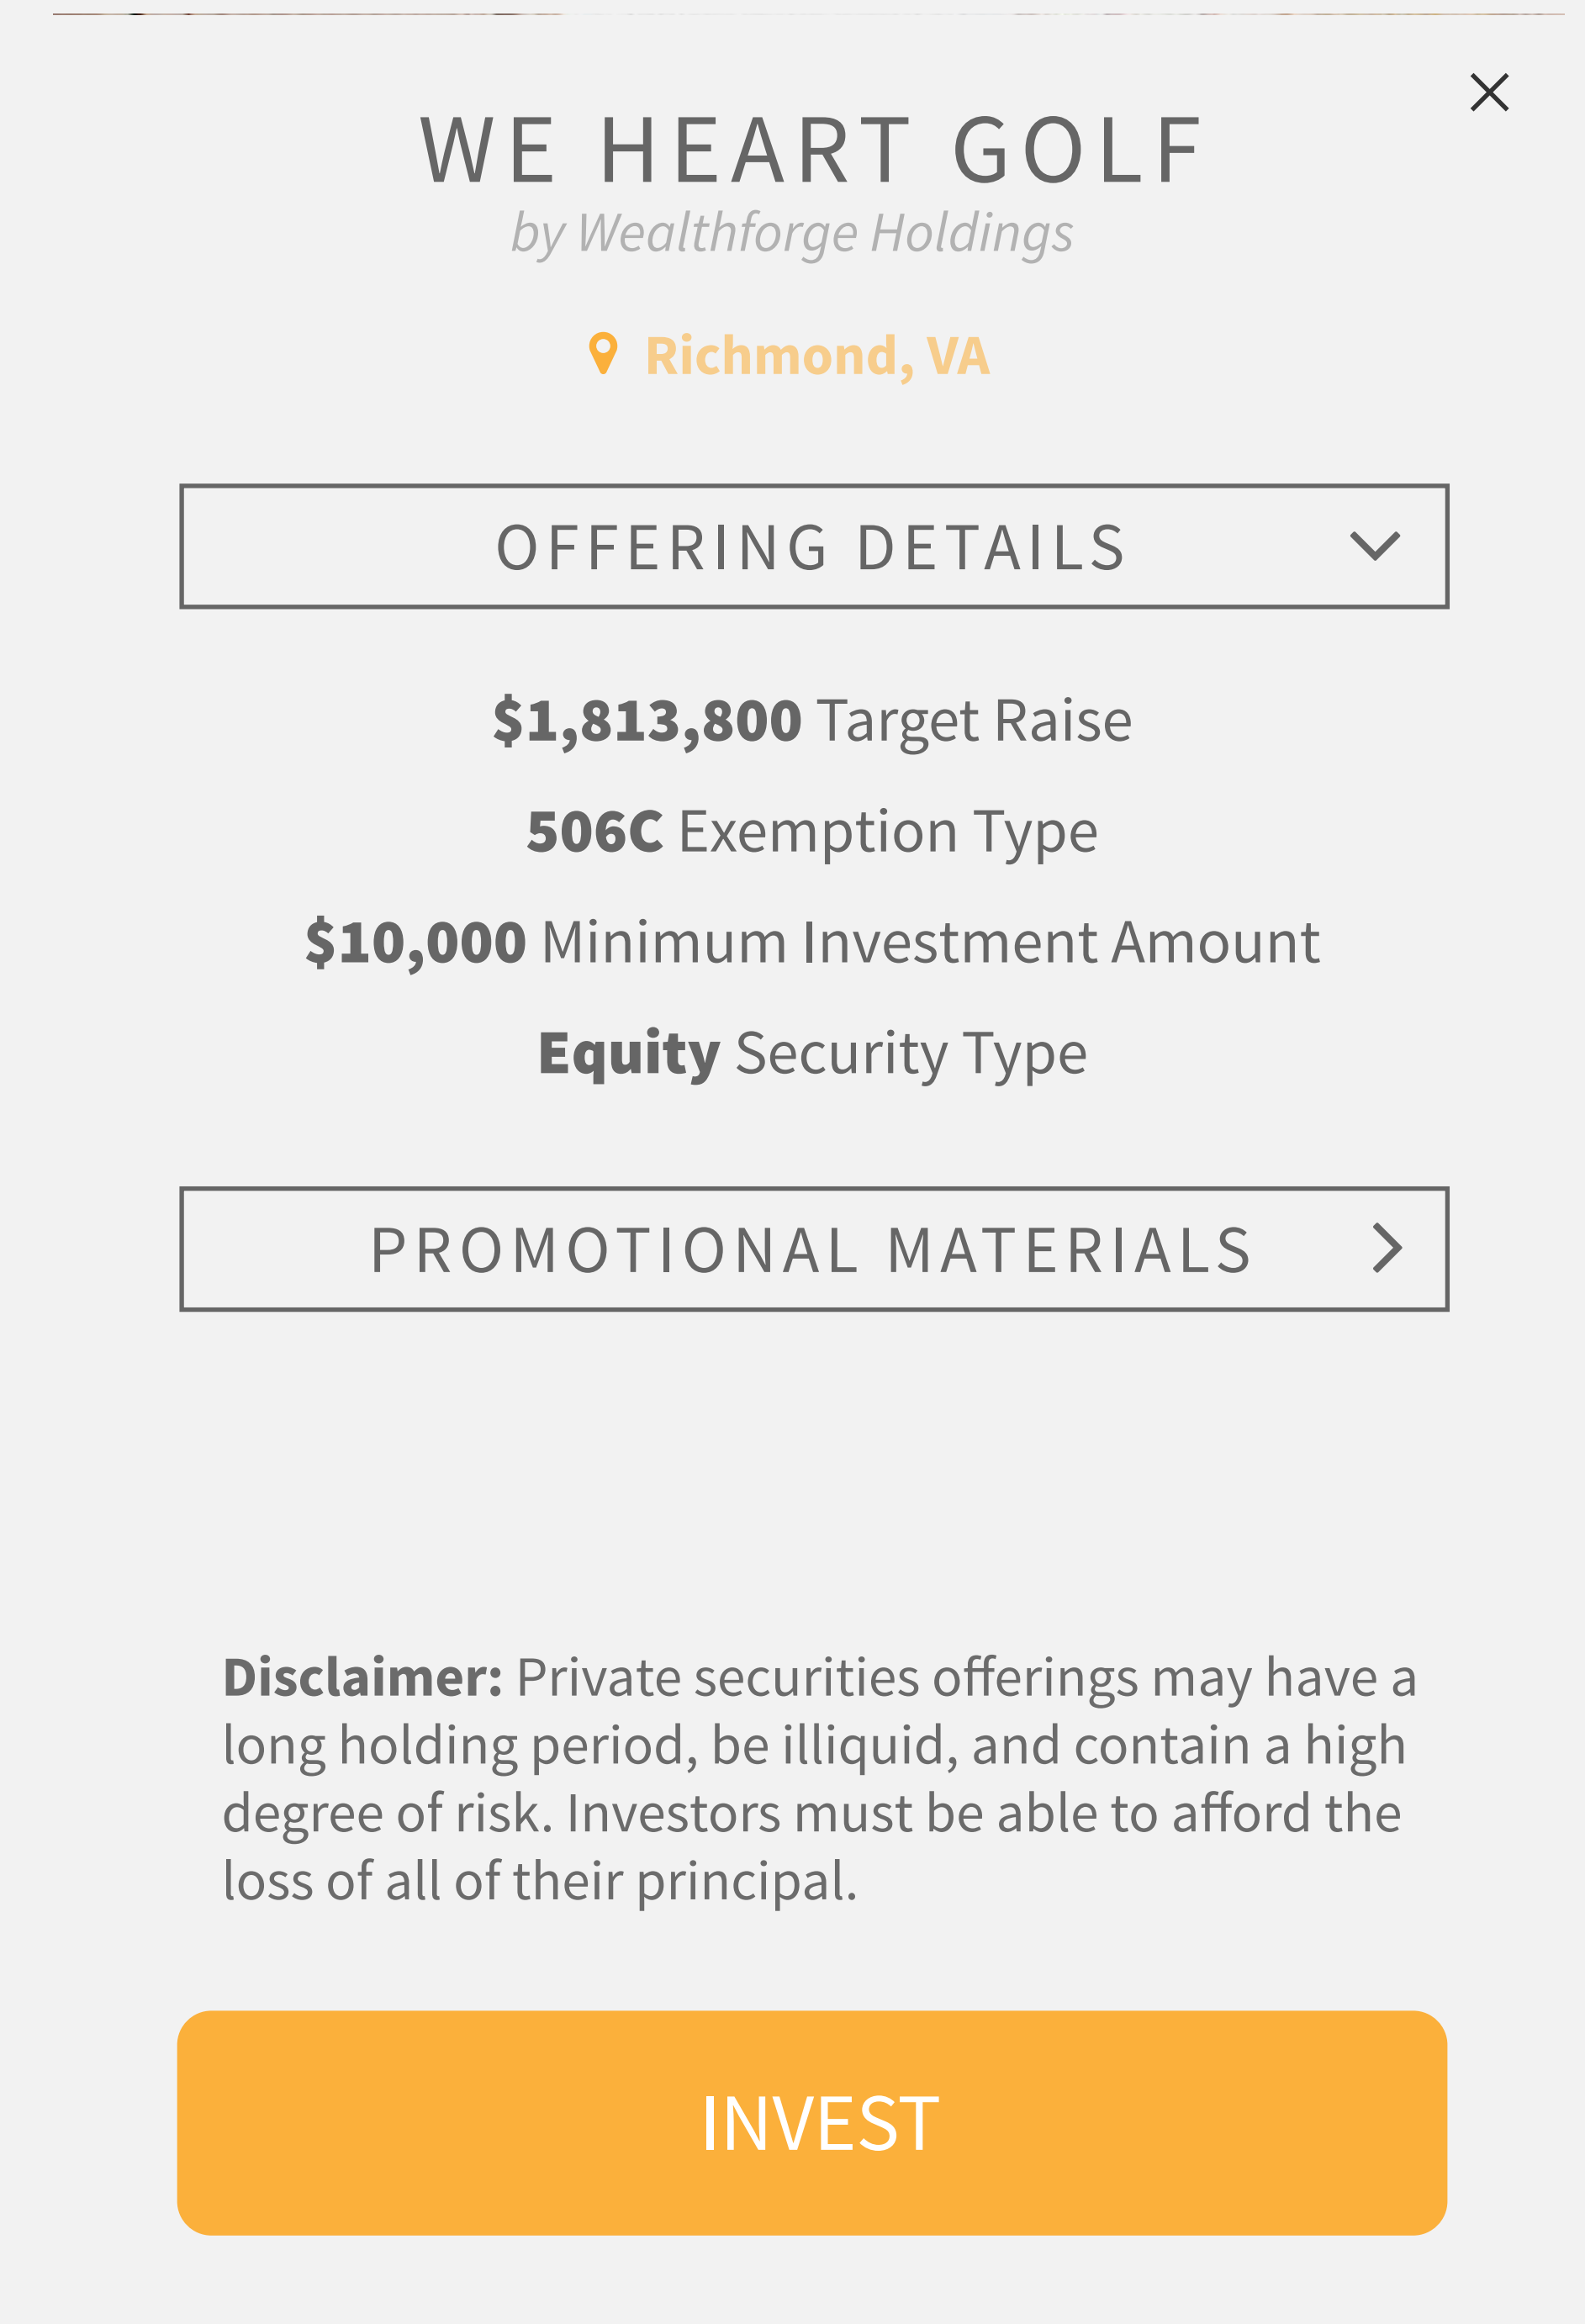 WE HEART GOLF
by Wealthforge Holdings
Richmond, VA
OFFERING DETAILS
$1,813,800 Target Raise
506C Exemption Type
$10,000 Minimum Investment Amount
Equity Security Type
PROMOTIONAL MATERIALS
Disclaimer: Private securities offerings may have a
long holding period, be illiquid, and contain a high
degree of risk. Investors must be able to afford the
loss of all of their principal.
INVEST